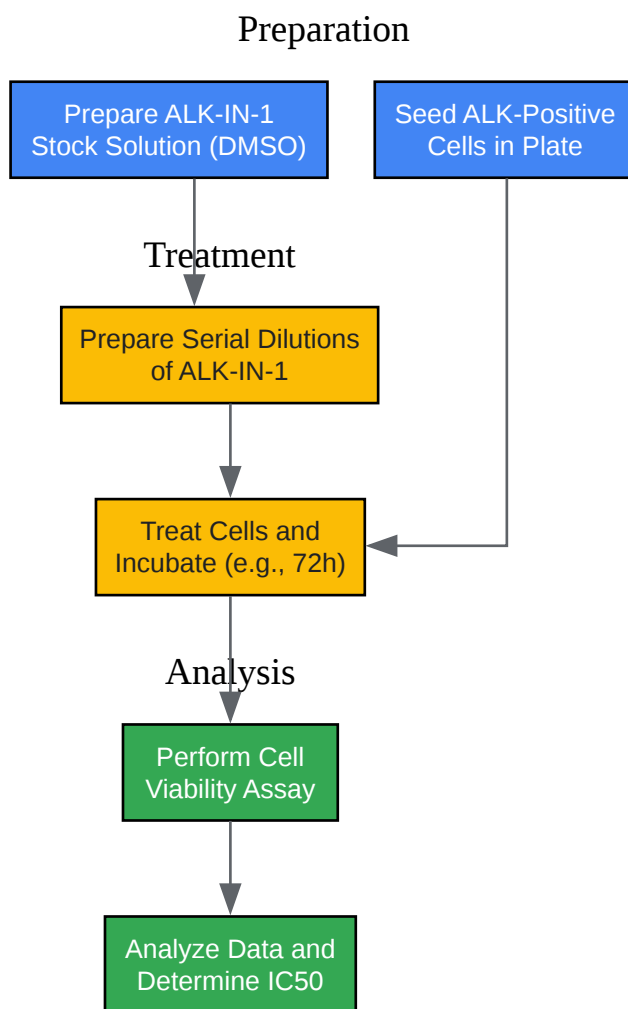 Preparation
Prepare ALK-IN-1
Stock Solution (DMSO)
Seed ALK-Positive
Cells in Plate
Treatment
Prepare Serial Dilutions
of ALK-IN-1
Treat Cells and
Incubate (e.g., 72h)
Analysis
Perform Cell
Viability Assay
Analyze Data and
Determine IC50